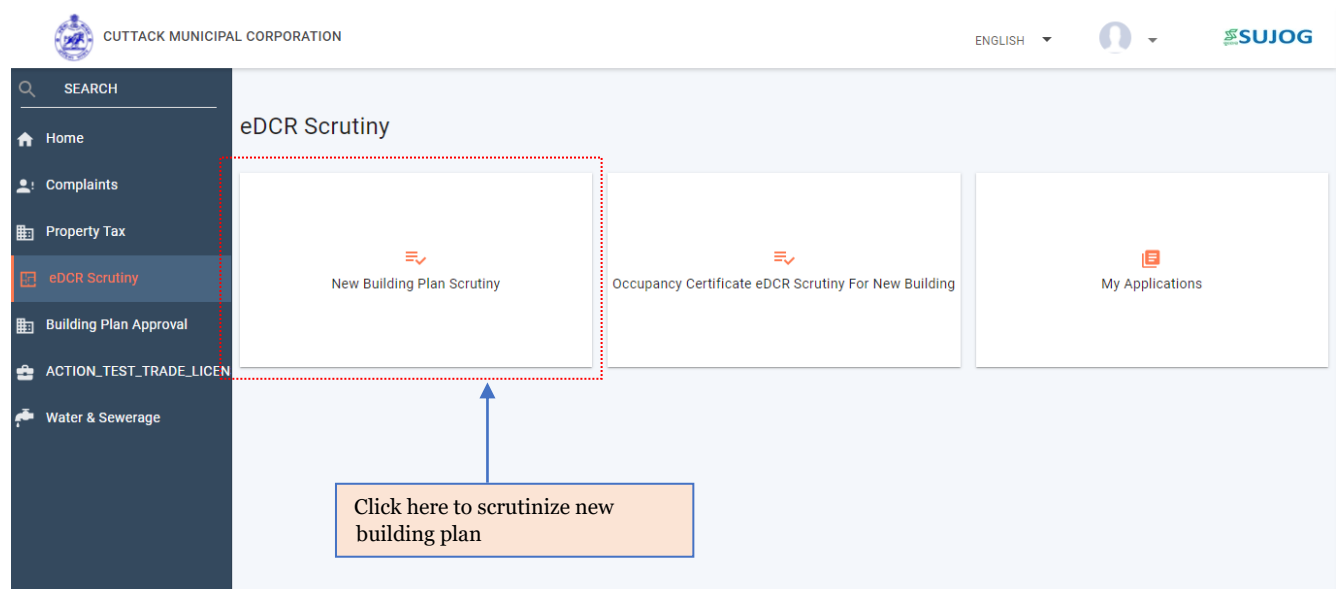 CUTTACK MUNICIPAL CORPORATION
ENGLISH
SUJOG
SEARCH
Home
Complaints
Property Tax
eDCR Scrutiny
Building Plan Approval
ACTION_TEST_TRADE_LICEN
Water & Sewerage
eDCR Scrutiny
New Building Plan Scrutiny
Occupancy Certificate eDCR Scrutiny For New Building
My Applications
Click here to scrutinize new
building plan